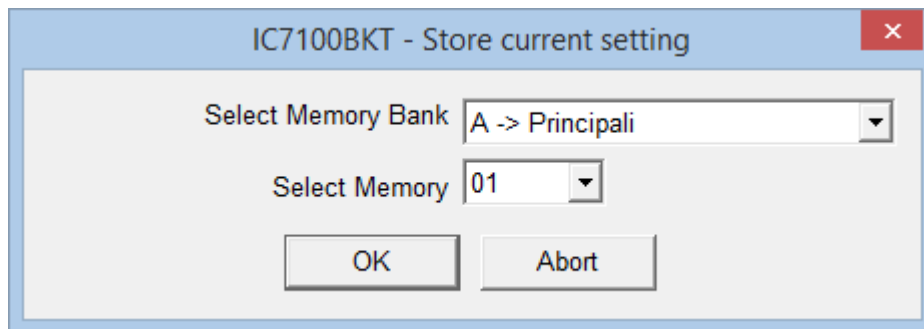 IC7100BKT - Store current setting
Select Memory Bank A -> Principali
Select Memory 01
OK Abort